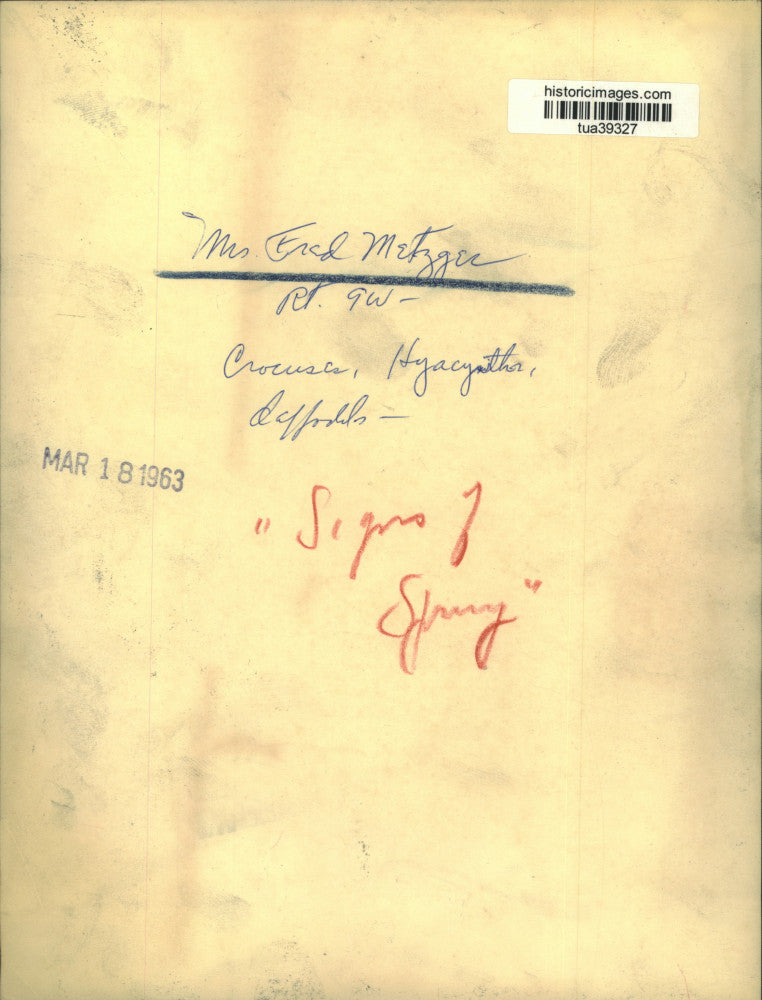 historicimages.com
tua39327
Mrs. Fred Metzger
Rt. 9W -
Crocuses, Hyacynths,
daffodils -
MAR 18 1963
"Signs of
Spring"